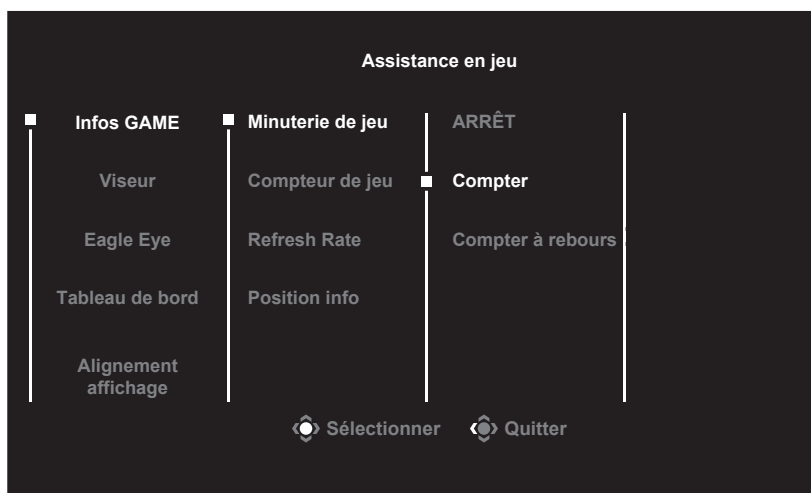 Assistance en jeu
Infos GAME
Minuterie de jeu
ARRÊT
Viseur
Compteur de jeu
Compter
Eagle Eye
Refresh Rate
Compter à rebours
Tableau de bord
Position info
Alignement
affichage
Sélectionner
Quitter